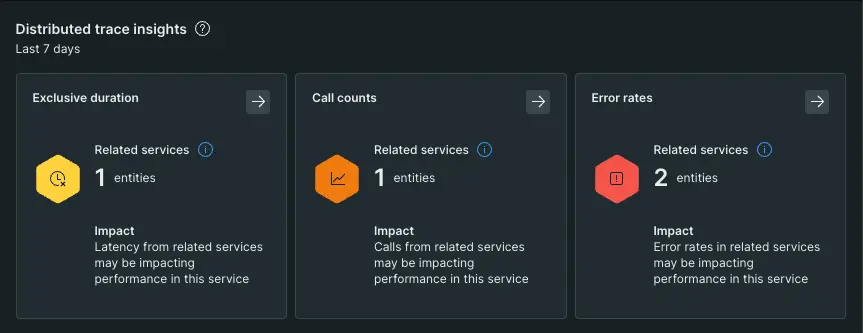 Distributed trace insights
Last 7 days
Exclusive duration
Related services
1 entities
Impact
Latency from related services
may be impacting
performance in this service
Call counts
Related services
1 entities
Impact
Calls from related services
may be impacting
performance in this service
Error rates
Related services
2 entities
Impact
Error rates in related services
may be impacting
performance in this service